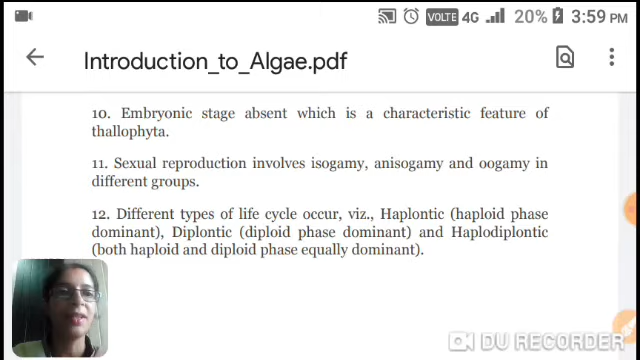 VOLTE 4G 20% 3:59 PM
Introduction_to_Algae.pdf
10. Embryonic stage absent which is a characteristic feature of
thallophyta.
11. Sexual reproduction involves isogamy, anisogamy and oogamy in
different groups.
12. Different types of life cycle occur, viz., Haplontic (haploid phase
dominant), Diplontic (diploid phase dominant) and Haplodiplontic
(both haploid and diploid phase equally dominant).
DU RECORDER